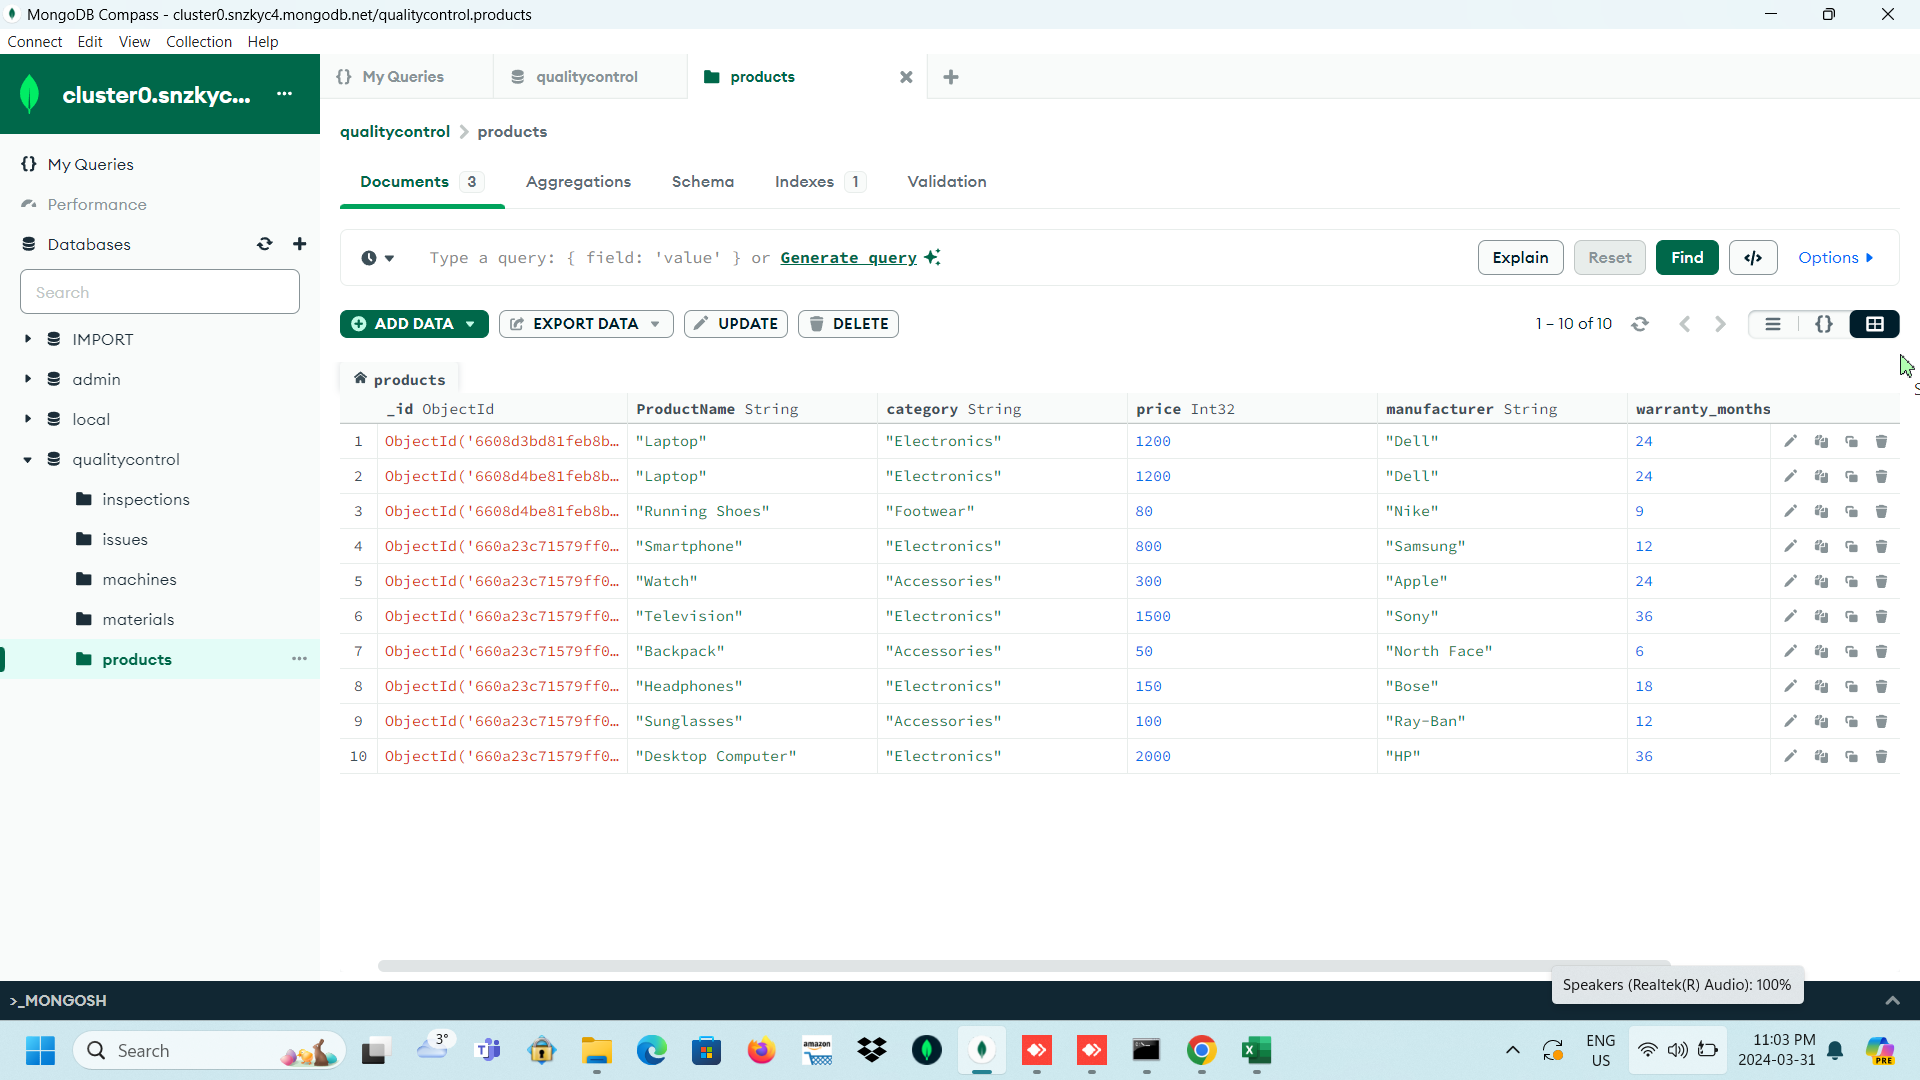 MongoDB Compass - cluster0.snzkyc4.mongodb.net/qualitycontrol.products
Connect Edit View Collection Help
cluster0.snzkyc... ...
{} My Queries
Performance
Databases
Search
IMPORT
admin
local
qualitycontrol
inspections
issues
machines
materials
products ...
{} My Queries qualitycontrol products
qualitycontrol > products
Documents 3 Aggregations Schema Indexes 1 Validation
Type a query: { field: 'value' } or Generate query
Explain Reset Find </> Options
ADD DATA EXPORT DATA UPDATE DELETE
1 – 10 of 10 {}
products
_id ObjectId ProductName String category String price Int32 manufacturer String warranty_months
1 ObjectId('6608d3bd81feb8b… "Laptop" "Electronics" 1200 "Dell" 24
2 ObjectId('6608d4be81feb8b… "Laptop" "Electronics" 1200 "Dell" 24
3 ObjectId('6608d4be81feb8b… "Running Shoes" "Footwear" 80 "Nike" 9
4 ObjectId('660a23c71579ff0… "Smartphone" "Electronics" 800 "Samsung" 12
5 ObjectId('660a23c71579ff0… "Watch" "Accessories" 300 "Apple" 24
6 ObjectId('660a23c71579ff0… "Television" "Electronics" 1500 "Sony" 36
7 ObjectId('660a23c71579ff0… "Backpack" "Accessories" 50 "North Face" 6
8 ObjectId('660a23c71579ff0… "Headphones" "Electronics" 150 "Bose" 18
9 ObjectId('660a23c71579ff0… "Sunglasses" "Accessories" 100 "Ray-Ban" 12
10 ObjectId('660a23c71579ff0… "Desktop Computer" "Electronics" 2000 "HP" 36
Speakers (Realtek(R) Audio): 100%
>_MONGOSH
Search
3°
amazon
ENG
US
11:03 PM
2024-03-31
PRE